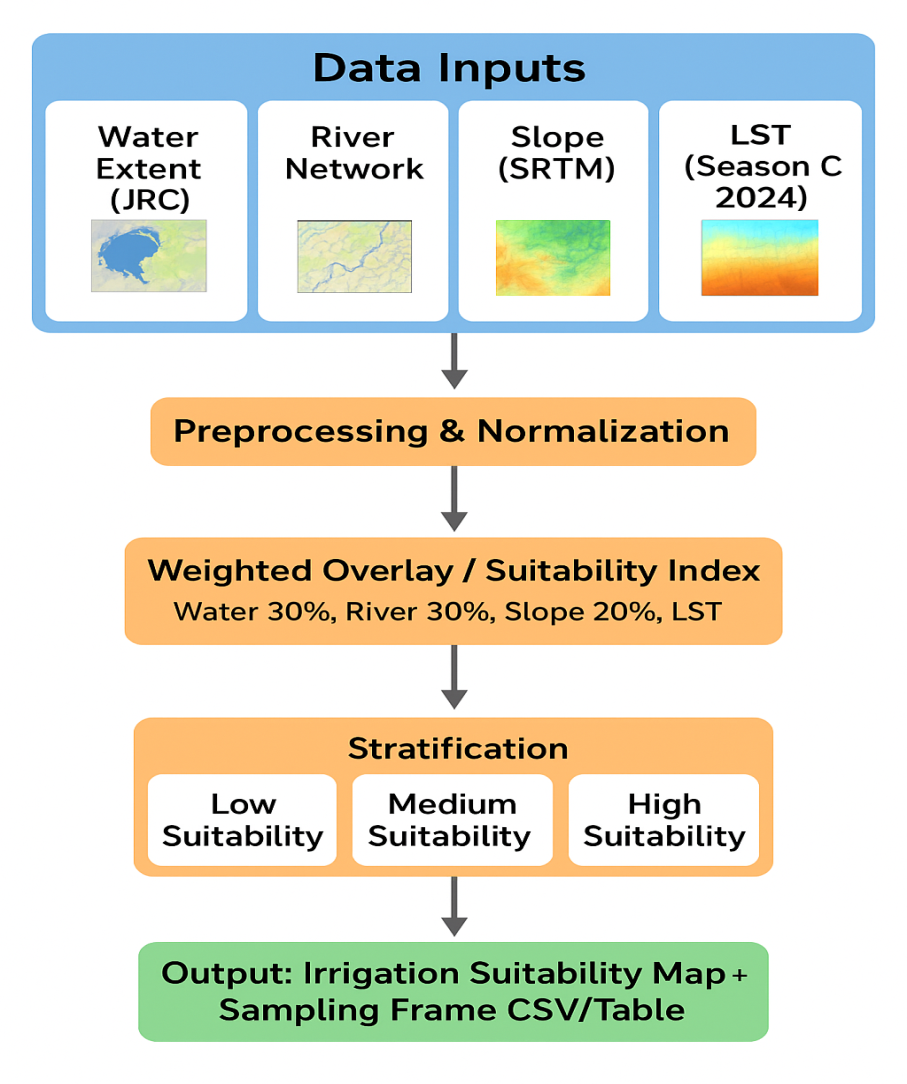 Data Inputs
Water
Extent
(JRC)
River
Network
Slope
(SRTM)
LST
(Season C
2024)
Preprocessing & Normalization
Weighted Overlay / Suitability Index
Water 30%, River 30%, Slope 20%, LST
Stratification
Low
Suitability
Medium
Suitability
High
Suitability
Output: Irrigation Suitability Map +
Sampling Frame CSV/Table